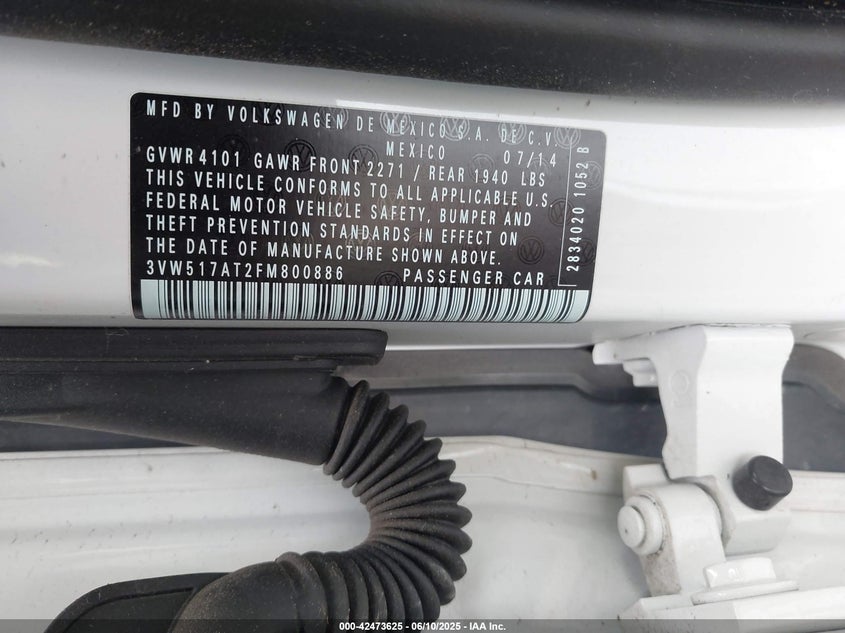 MFD BY VOLKSWAGEN DE MEXICO S.A. DE C.V.
MEXICO 07/14
GVWR 4101 GAWR FRONT 2271 / REAR 1940 LBS
THIS VEHICLE CONFORMS TO ALL APPLICABLE U.S.
FEDERAL MOTOR VEHICLE SAFETY, BUMPER AND
THEFT PREVENTION STANDARDS IN EFFECT ON
THE DATE OF MANUFACTURE SHOWN ABOVE.
3VW517AT2FM800886 PASSENGER CAR
2834020 1052 B
000-42473625 - 06/10/2025 - IAA Inc.